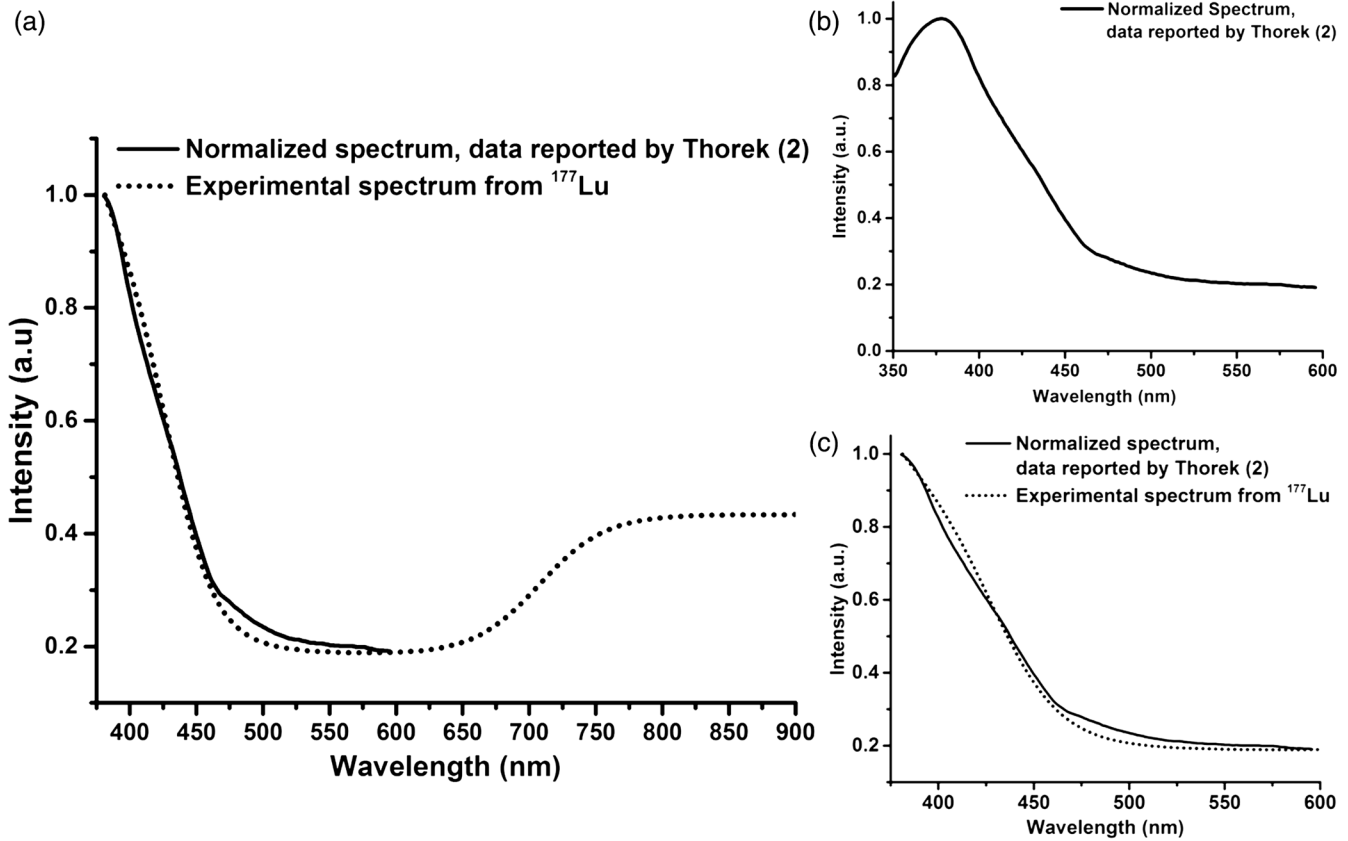 (a)
Normalized spectrum, data reported by Thorek (2)
Experimental spectrum from 177Lu
1.0
0.8
0.6
0.4
0.2
Intensity (a.u)
400 450 500 550 600 650 700 750 800 850 900
Wavelength (nm)
(b)
Normalized Spectrum,
data reported by Thorek (2)
1.0
0.8
0.6
0.4
0.2
0.0
Intensity (a.u.)
350 400 450 500 550 600
Wavelength (nm)
(c)
Normalized spectrum,
data reported by Thorek (2)
Experimental spectrum from 177Lu
1.0
0.8
0.6
0.4
0.2
Intensity (a.u.)
400 450 500 550 600
Wavelength (nm)